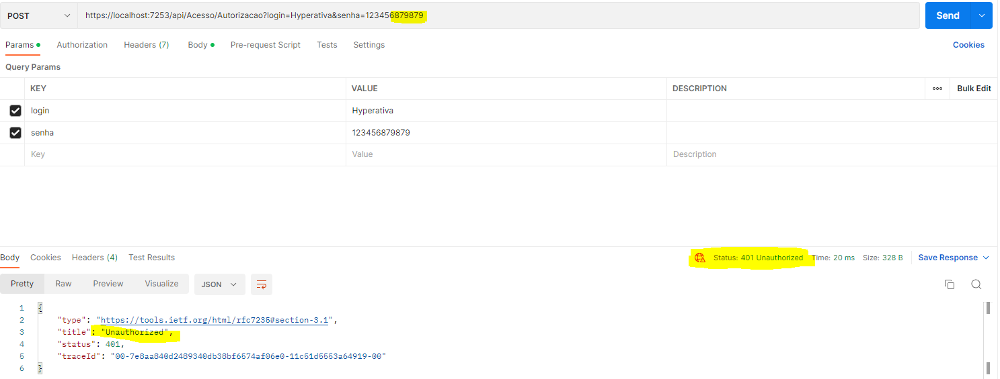 POST https://localhost:7253/api/Acesso/Autorizacao?login=Hyperativa&senha=123456879879 Send
Params Authorization Headers (7) Body Pre-request Script Tests Settings Cookies
Query Params
KEY VALUE DESCRIPTION ooo Bulk Edit
login Hyperativa
senha 123456879879
Key Value Description
Body Cookies Headers (4) Test Results Status: 401 Unauthorized Time: 20 ms Size: 328 B Save Response
Pretty Raw Preview Visualize JSON
1 {
2 "type": "https://tools.ietf.org/html/rfc7235#section-3.1",
3 "title": "Unauthorized",
4 "status": 401,
5 "traceId": "00-7e8aa840d2489340db38bf6574af06e0-11c51d5553a64919-00"
6 }